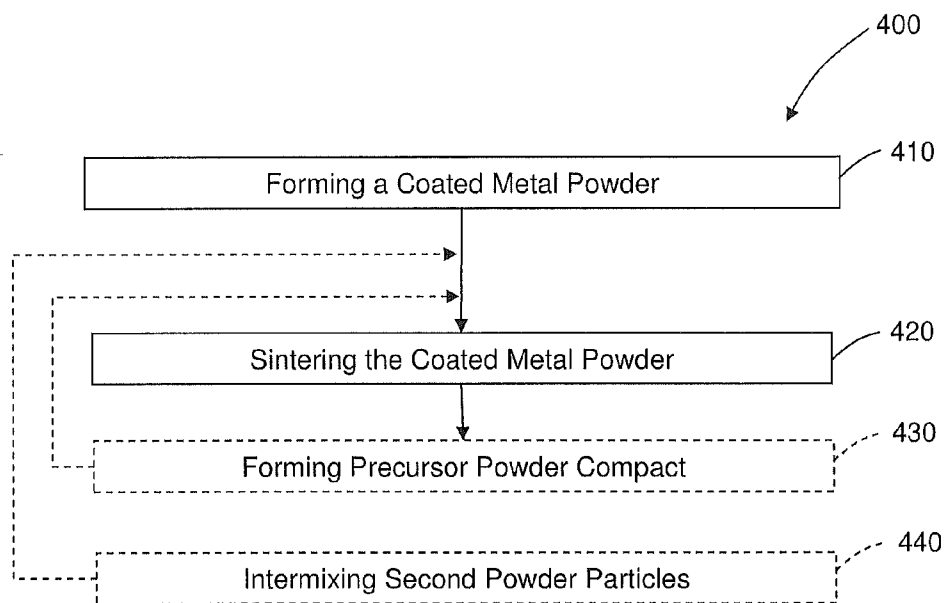 400
410
Forming a Coated Metal Powder
420
Sintering the Coated Metal Powder
430
Forming Precursor Powder Compact
440
Intermixing Second Powder Particles